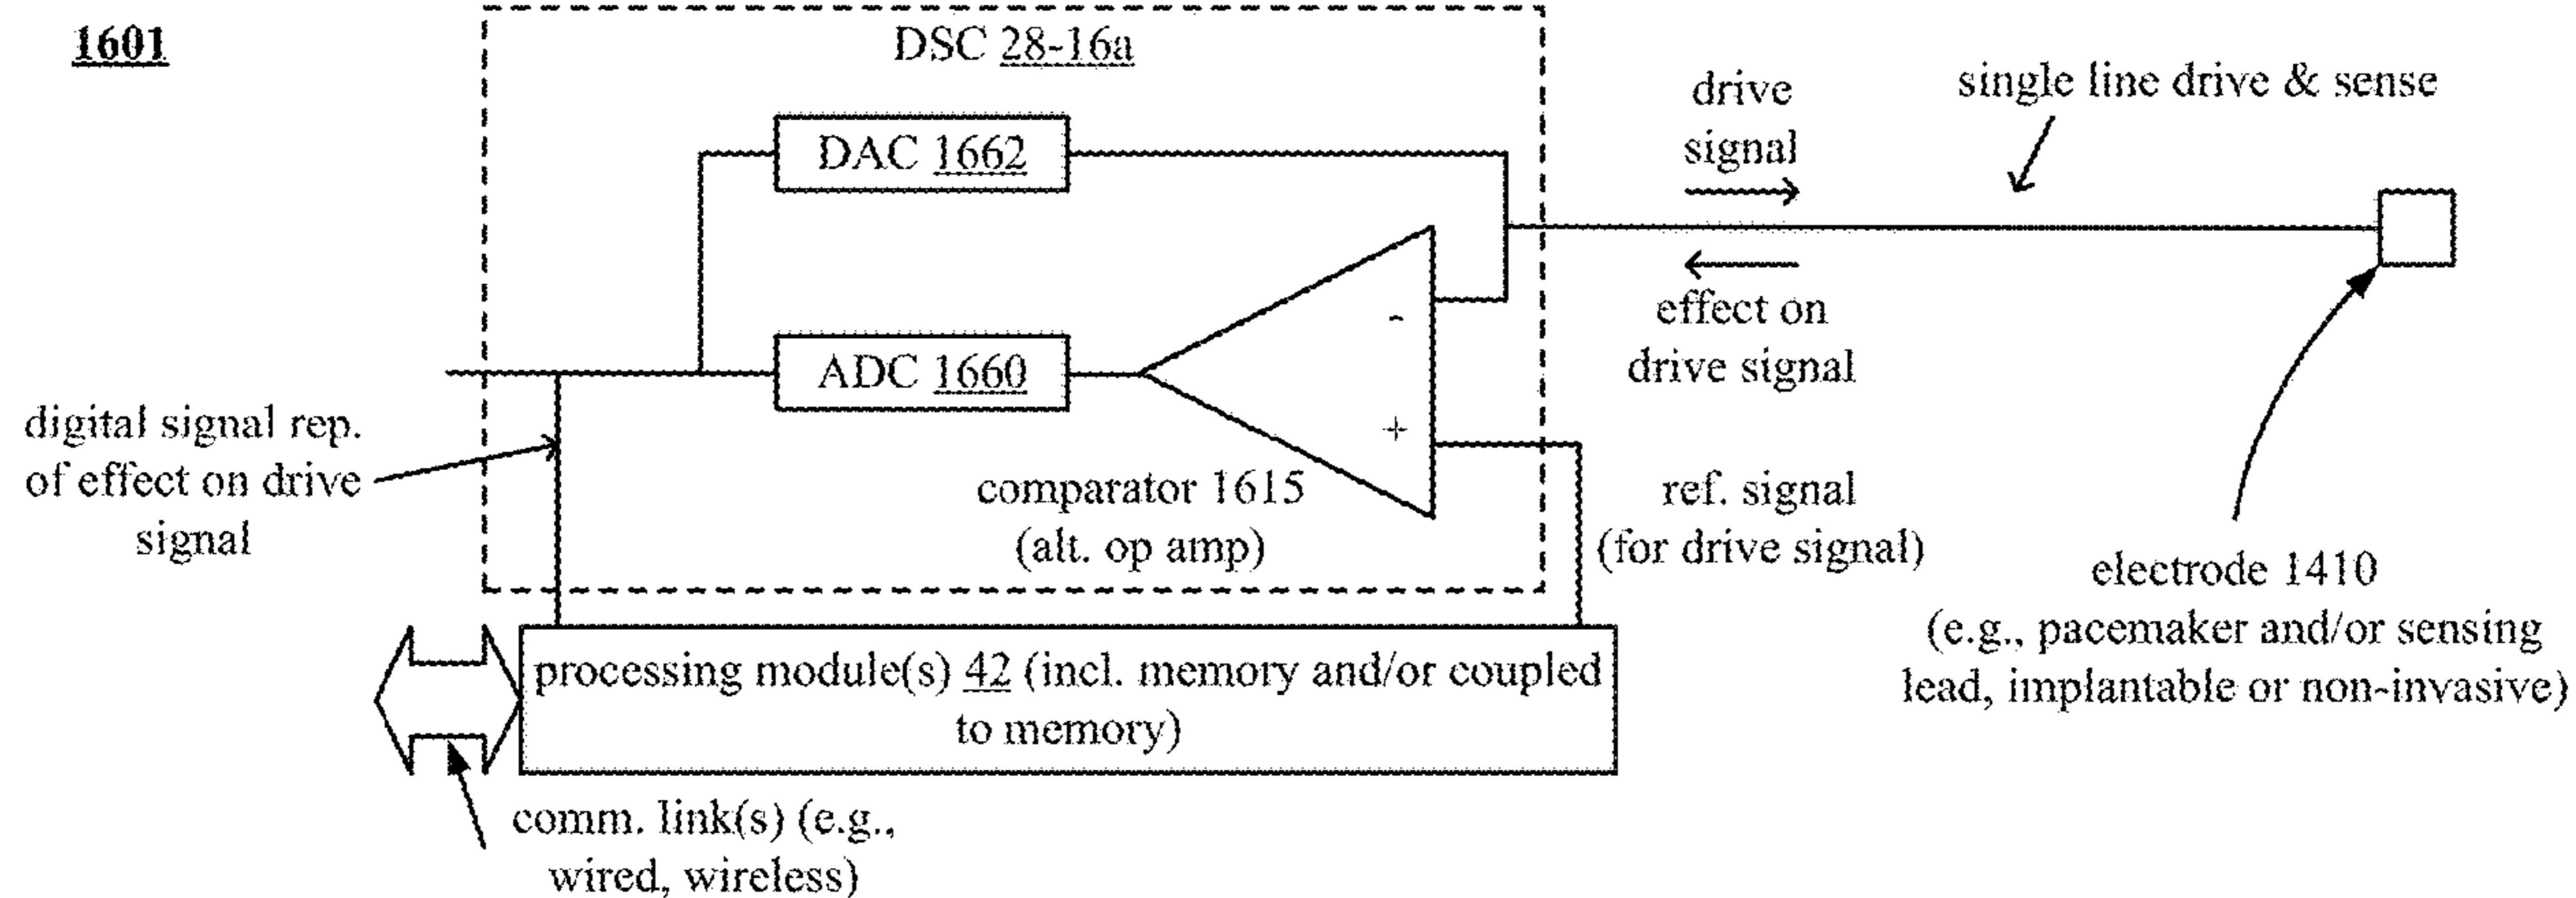 1601
DSC 28-16a
DAC 1662
drive
signal
single line drive & sense
-
effect on
drive signal
ADC 1660
+
digital signal rep.
of effect on drive
signal
comparator 1615
(alt. op amp)
ref. signal
(for drive signal)
electrode 1410
(e.g., pacemaker and/or sensing
lead, implantable or non-invasive)
processing module(s) 42 (incl. memory and/or coupled
to memory)
comm. link(s) (e.g.,
wired, wireless)